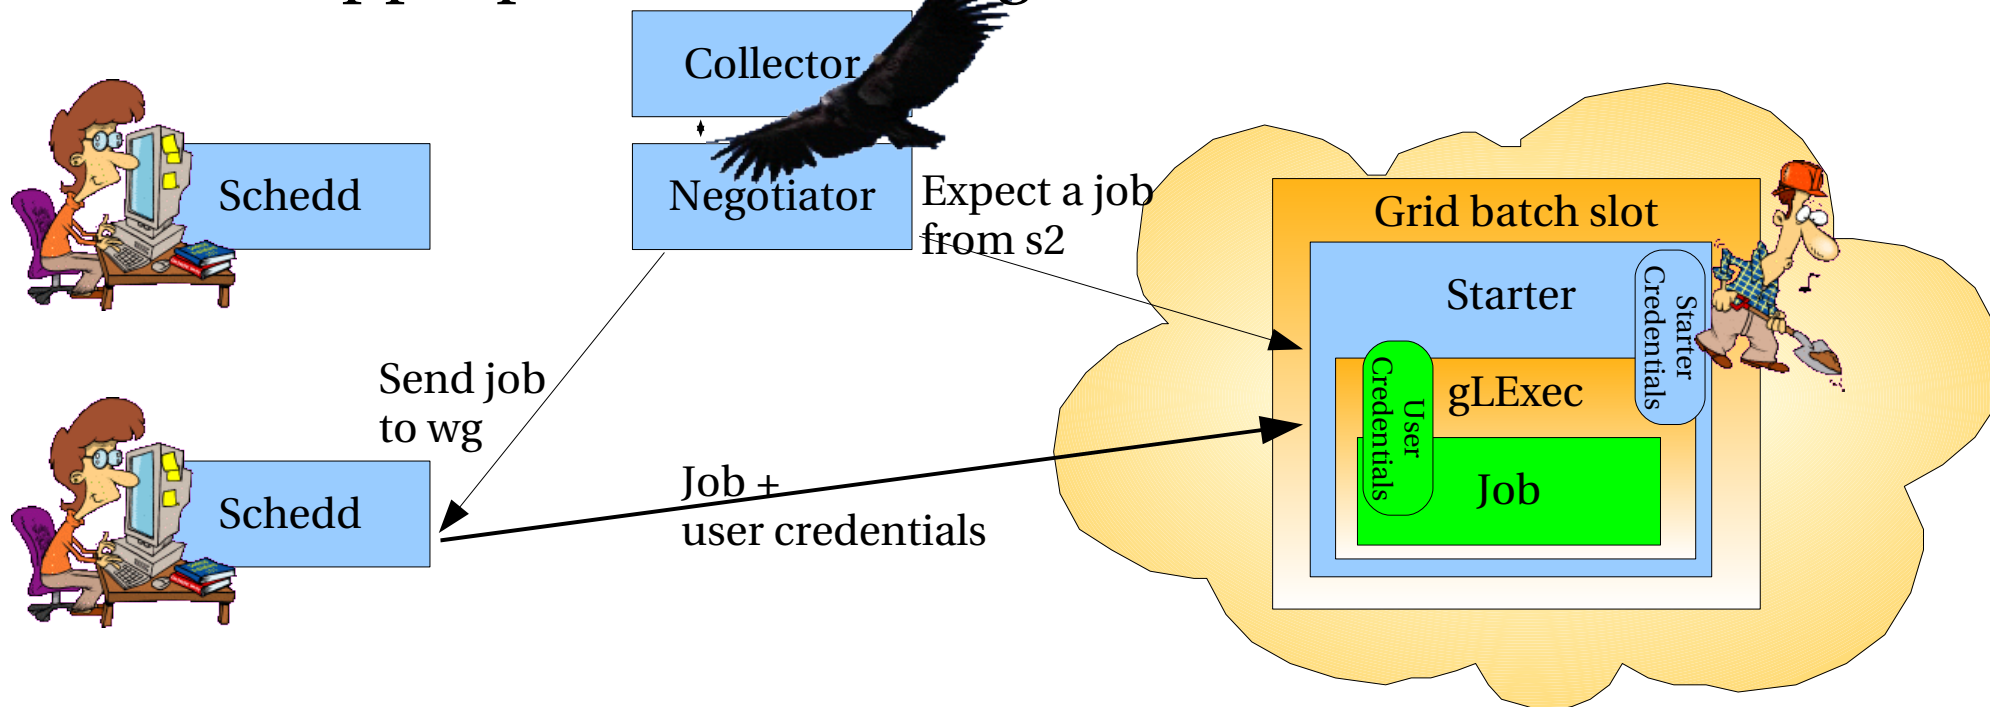 Collector
Schedd
Negotiator
Expect a job
from s2
Grid batch slot
Starter
Starter
Credentials
Send job
to wg
gLExec
User
Credentials
Schedd
Job +
user credentials
Job